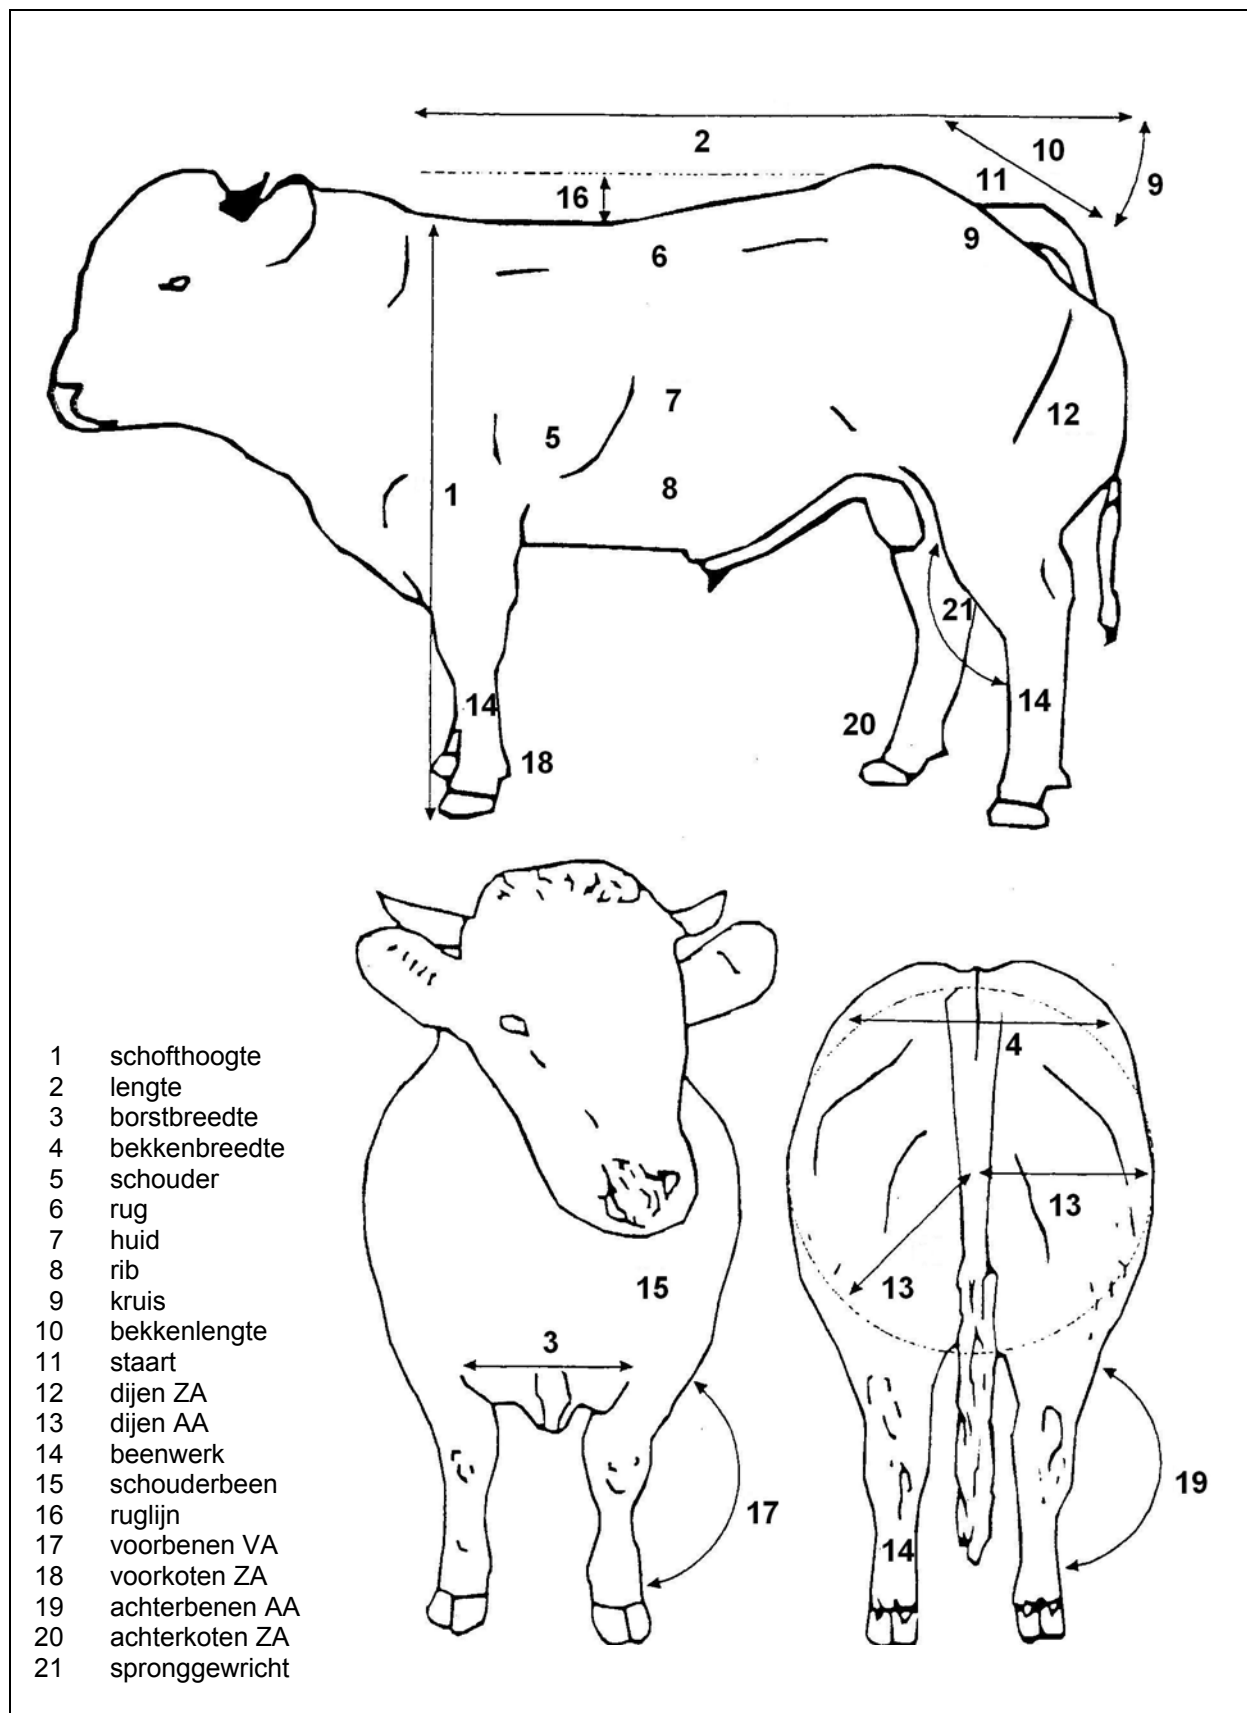 2
10
11
9
16
9
6
7
12
5
8
1
21
14
14
20
18
4
13
15
13
3
19
17
14
1 schofthoogte
2 lengte
3 borstbreedte
4 bekkenbreedte
5 schouder
6 rug
7 huid
8 rib
9 kruis
10 bekkenlengte
11 staart
12 dijen ZA
13 dijen AA
14 beenwerk
15 schouderbeen
16 ruglijn
17 voorbenen VA
18 voorkoten ZA
19 achterbenen AA
20 achterkoten ZA
21 spronggewricht